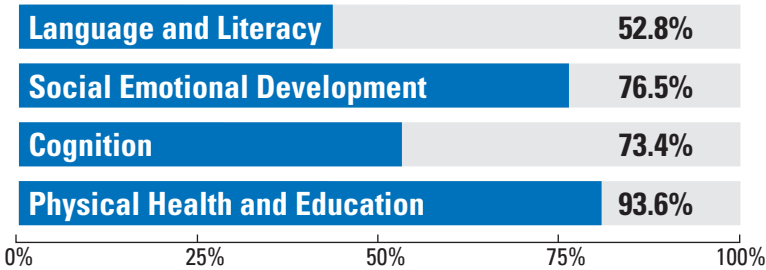 Language and Literacy 52.8%
Social Emotional Development 76.5%
Cognition 73.4%
Physical Health and Education 93.6%
0% 25% 50% 75% 100%